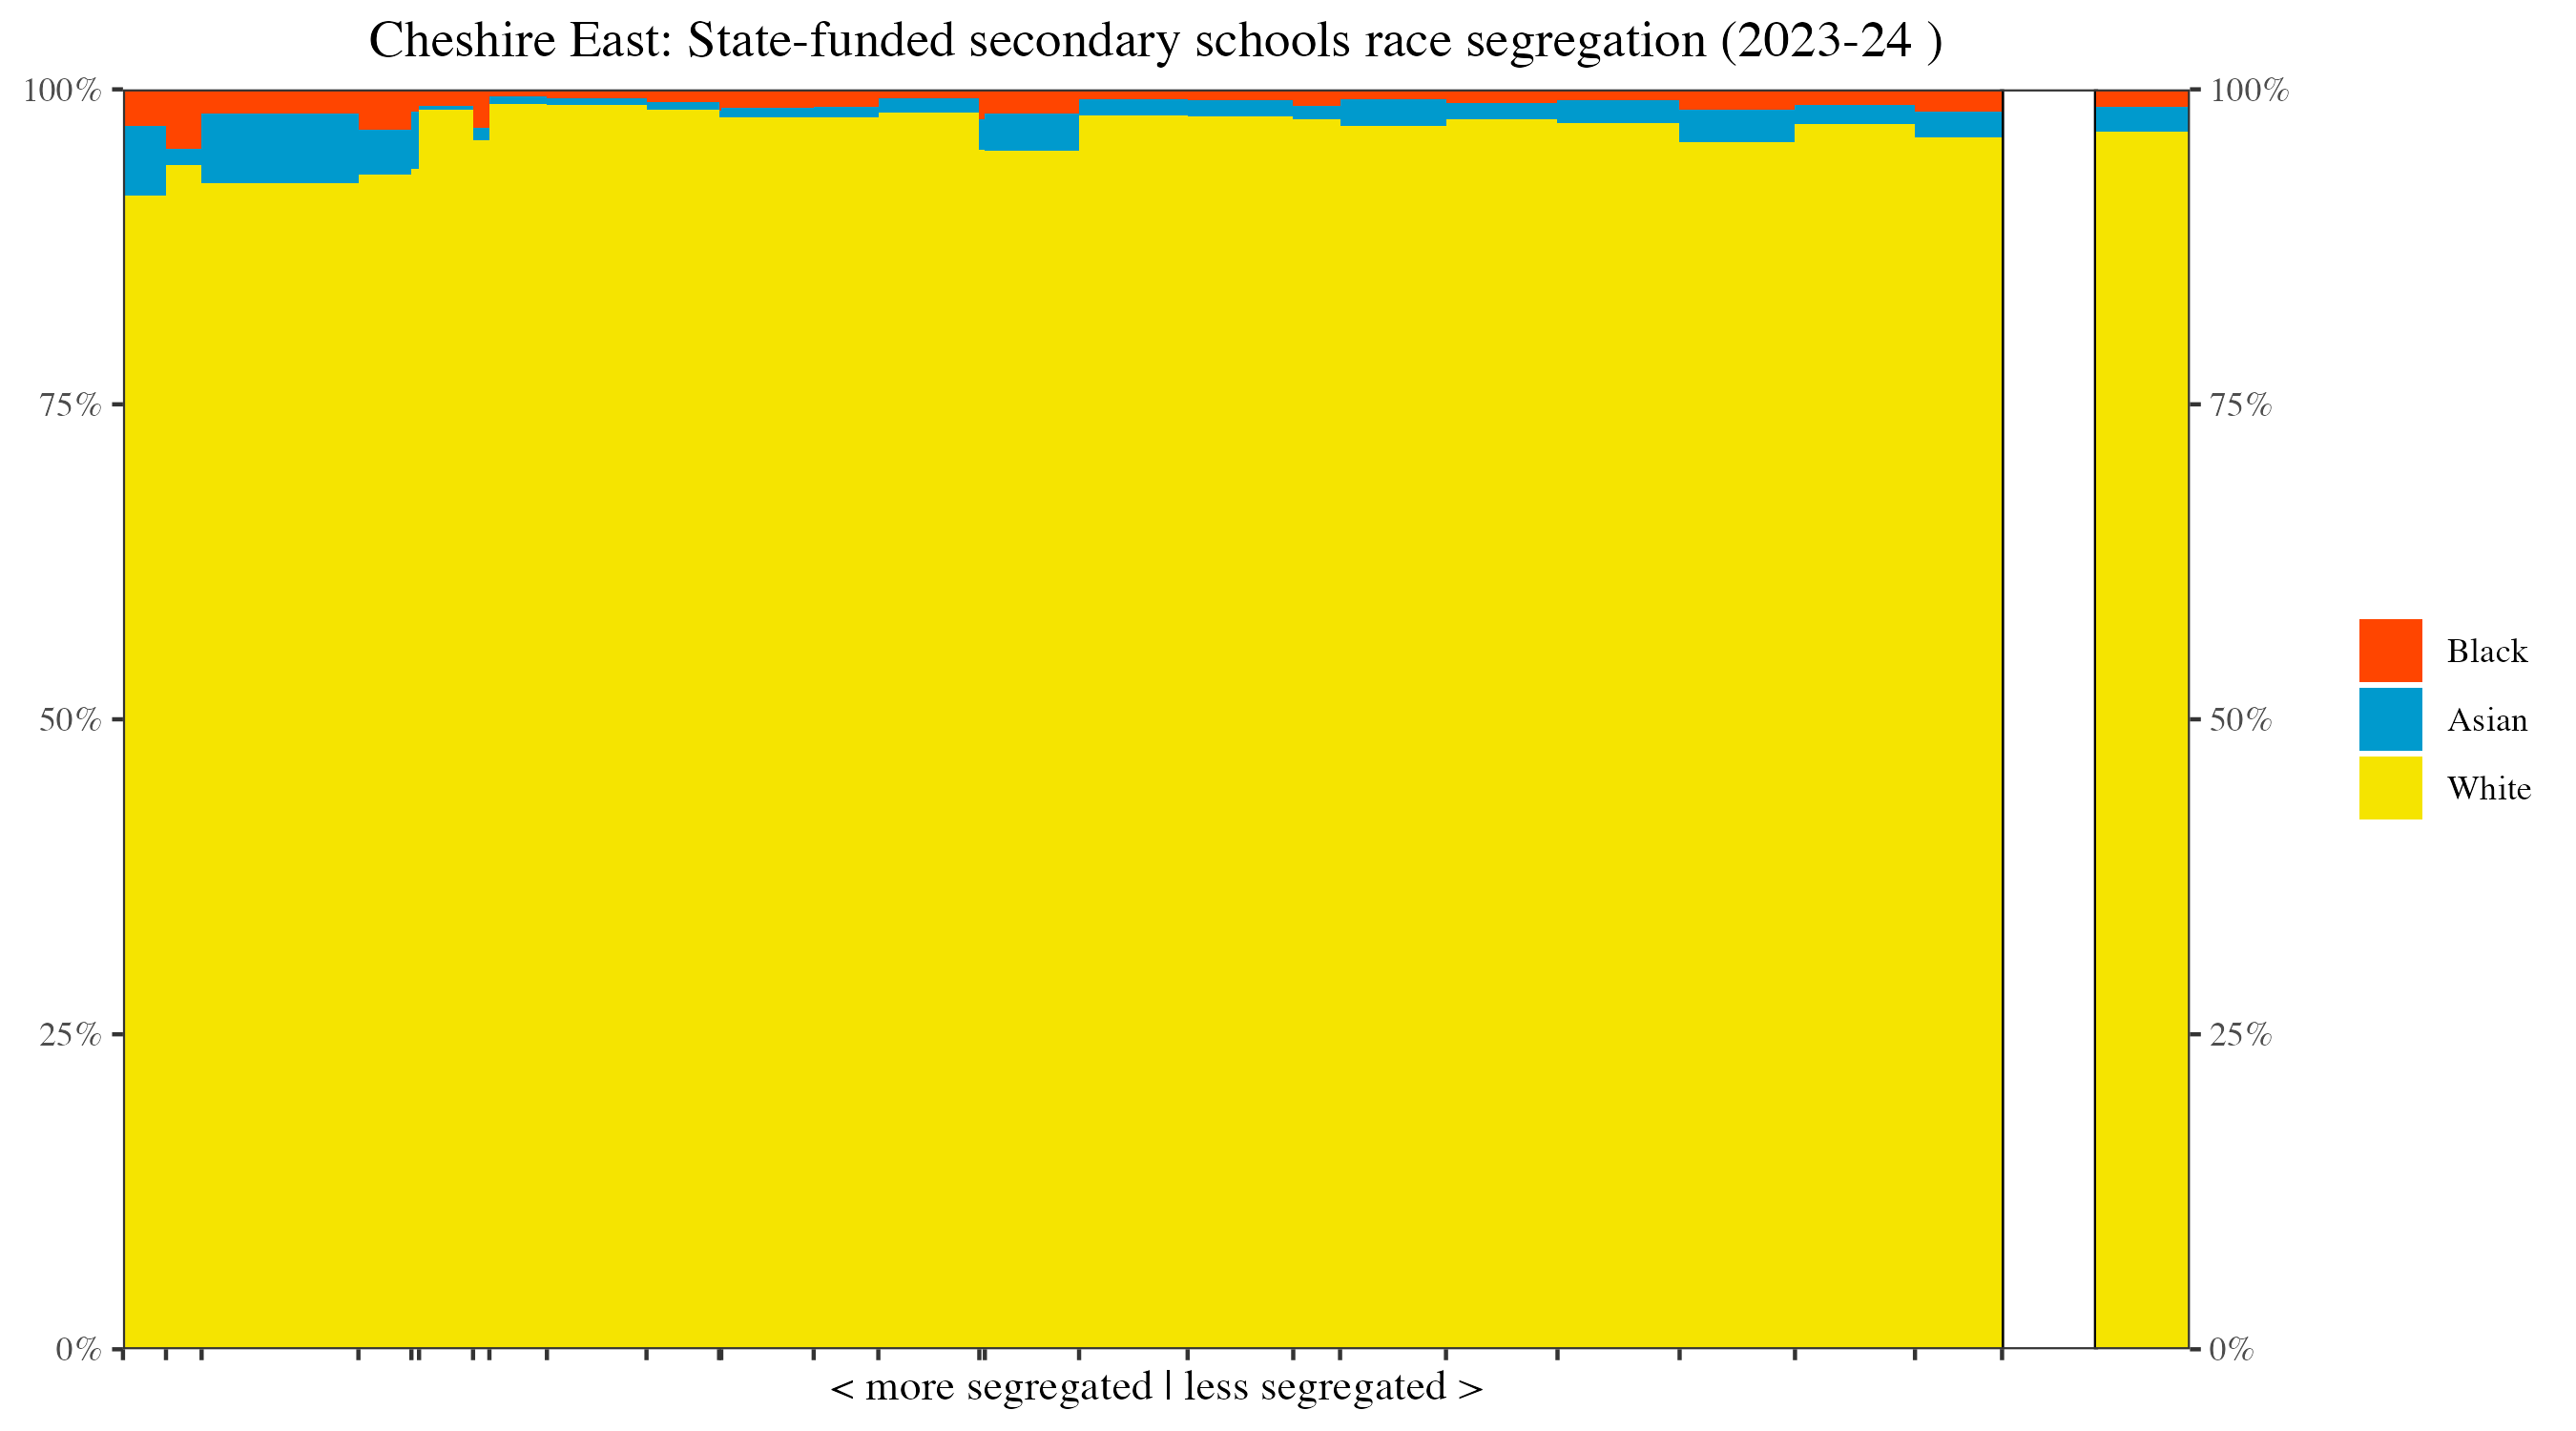 Cheshire East: State-funded secondary schools race segregation (2023-24 )
100%
100%
75%
75%
Black
50%
50%
Asian
White
25%
25%
0%
0%
< more segregated | less segregated >